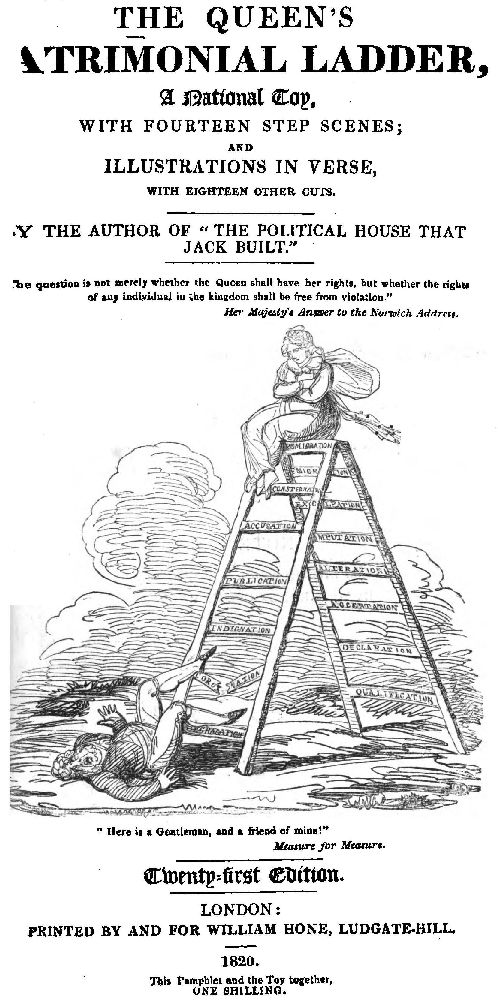 THE QUEEN'S
ATRIMONIAL LADDER,
A National Toy,
WITH FOURTEEN STEP SCENES;
AND
ILLUSTRATIONS IN VERSE,
WITH EIGHTEEN OTHER CUTS.
Y THE AUTHOR OF "THE POLITICAL HOUSE THAT
JACK BUILT."
he question is not merely whether the Queen shall have her rights, but whether the rights
of any individual in the kingdom shall be free from violation."
Her Majesty's Answer to the Norwich Address.
ACCUSATION
PUBLICATION
INDIGNATION
QUALIFICATION
DECLARATION
ACCEPTATION
ALTERATION
IMPUTATION
"Here is a Gentleman, and a friend of mine!"
Measure for Measure.
Twenty-first Edition.
LONDON:
PRINTED BY AND FOR WILLIAM HONE, LUDGATE-HILL.
1820.
This Pamphlet and the Toy together,
ONE SHILLING.